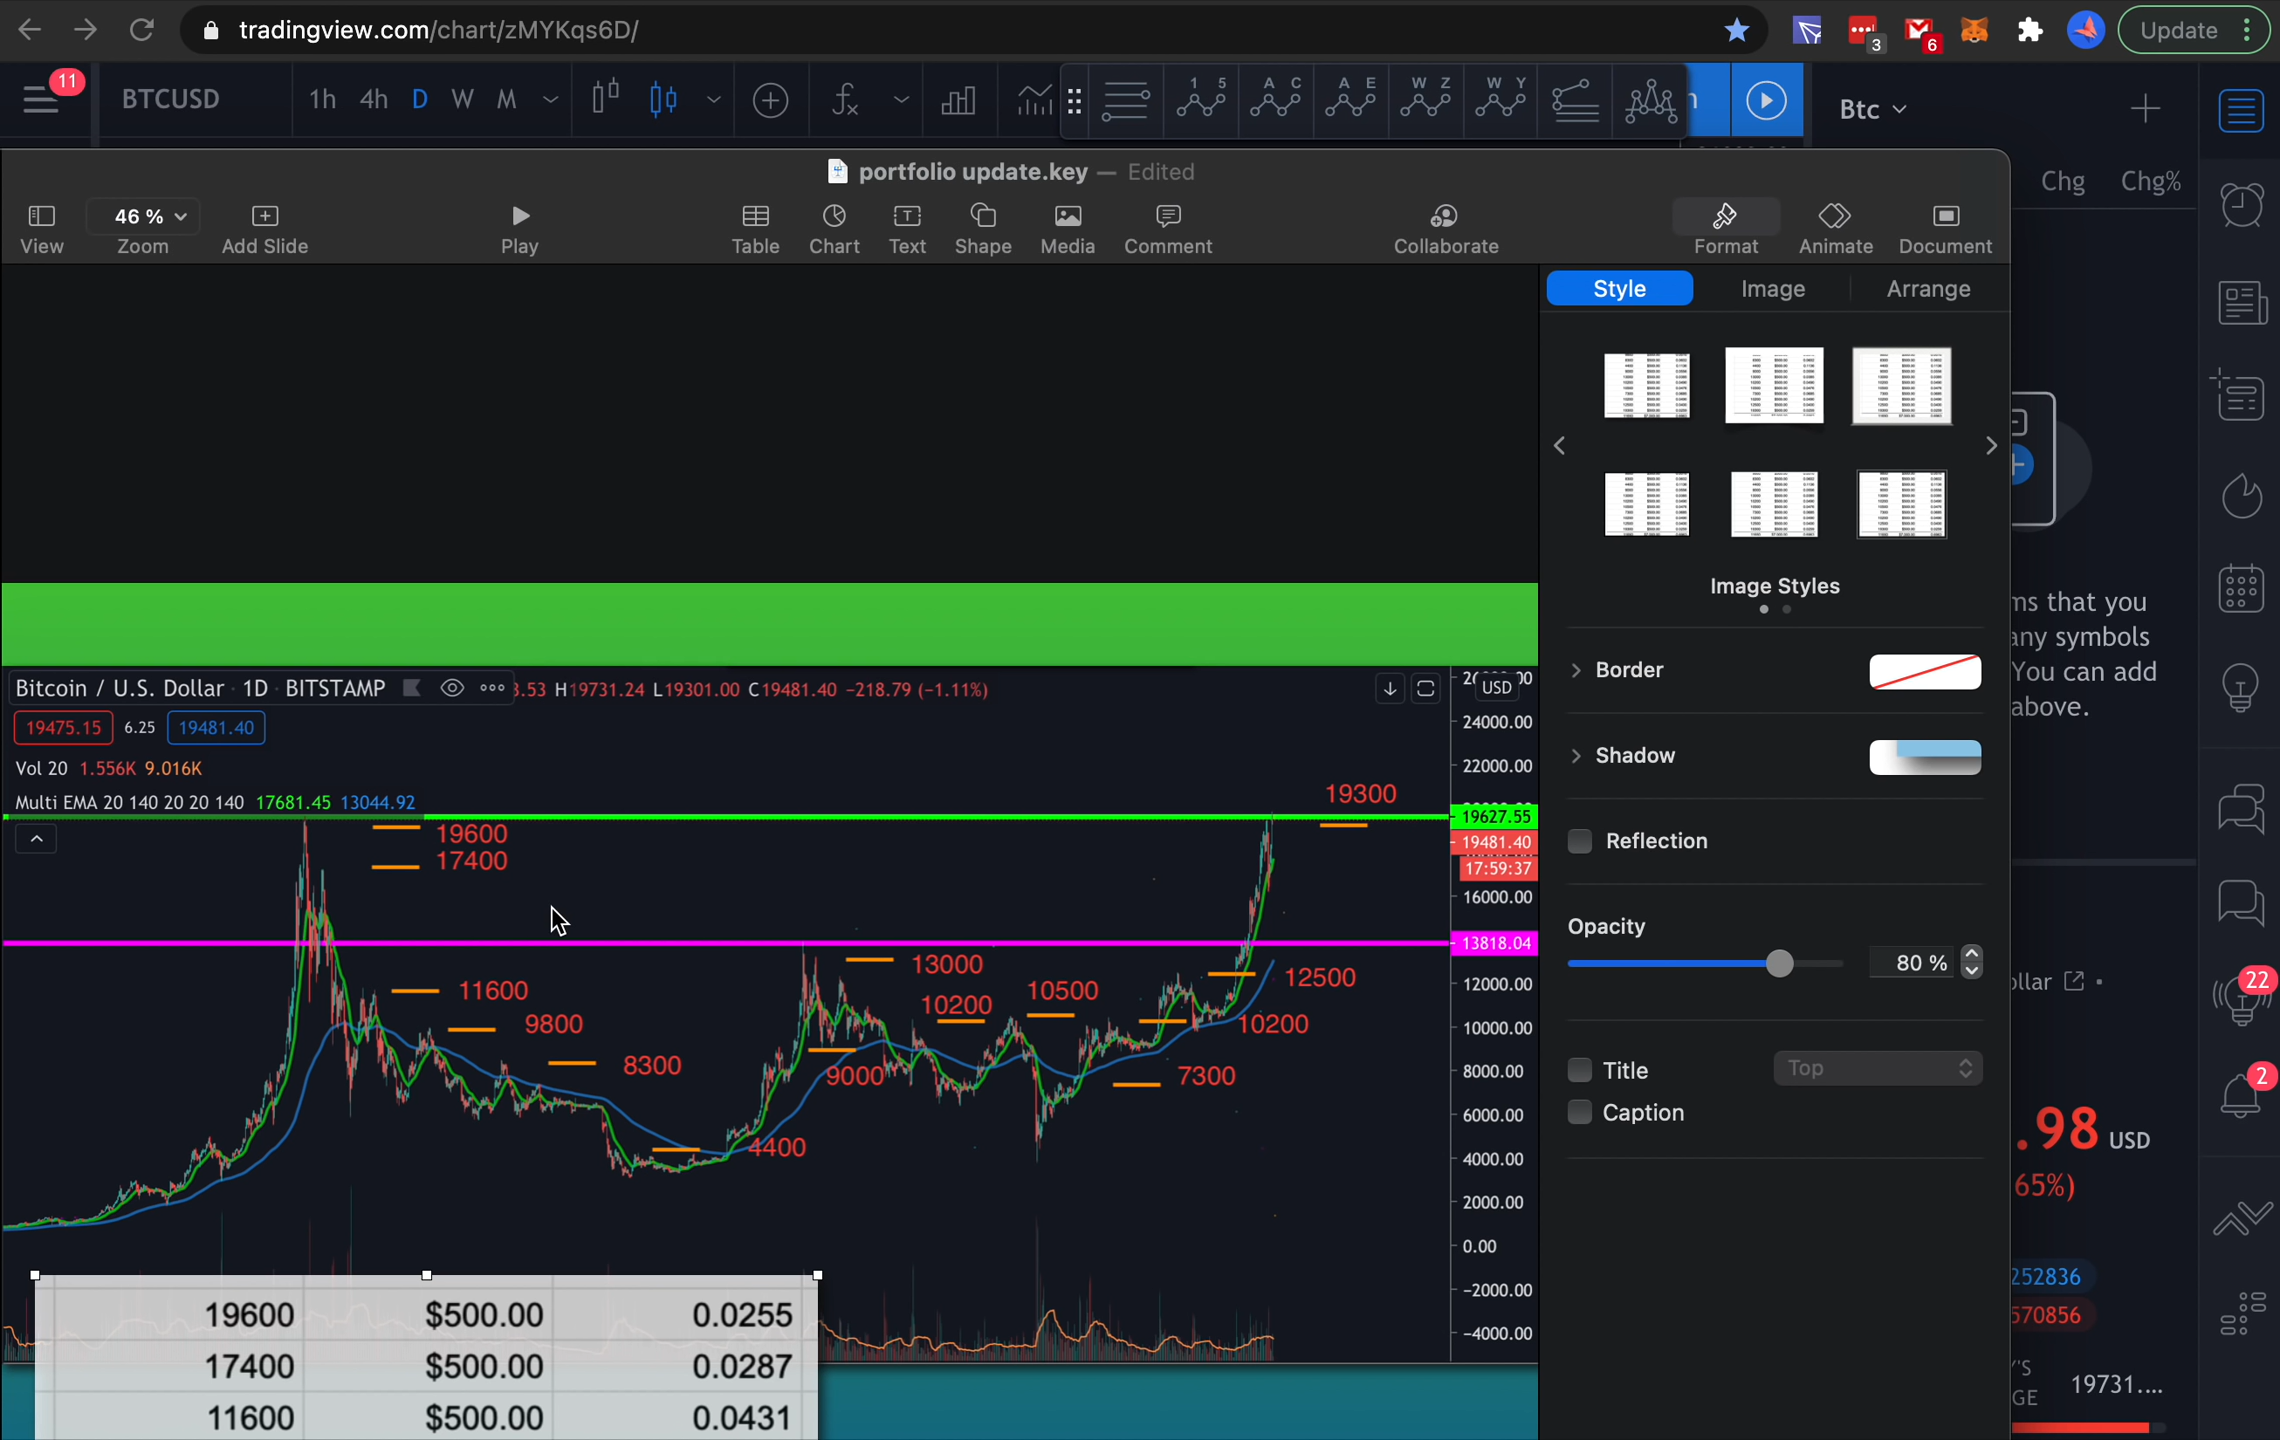 tradingview.com/chart/zMYKqs6D/
3
6
Update
11
BTCUSD
1h 4h D W M
1 5
A C
A E
W Z
W Y
Btc
portfolio update.key — Edited
Chg Chg%
46 %
View Zoom Add Slide Play Table Chart Text Shape Media Comment Collaborate Format Animate Document
Style Image Arrange
Image Styles
ms that you
any symbols
You can add
above.
Border
Shadow
Reflection
Opacity
80 %
Title
Top
Caption
Bitcoin / U.S. Dollar 1D BITSTAMP
3.53 H19731.24 L19301.00 C19481.40 −218.79 (−1.11%)
USD
19475.15 6.25 19481.40
Vol 20 1.556K 9.016K
Multi EMA 20 140 20 20 140 17681.45 13044.92
24000.00
22000.00
19300
19627.55
19600
19481.40
17400
17:59:37
16000.00
13818.04
13000
12500
12000.00
11600
10500
10200
9800
10200
10000.00
8300
9000
7300
8000.00
6000.00
4400
4000.00
2000.00
0.00
−2000.00
−4000.00
19600 $500.00 0.0255
17400 $500.00 0.0287
11600 $500.00 0.0431
ollar
22
2
.98 USD
65%)
252836
570856
'S
GE
19731....